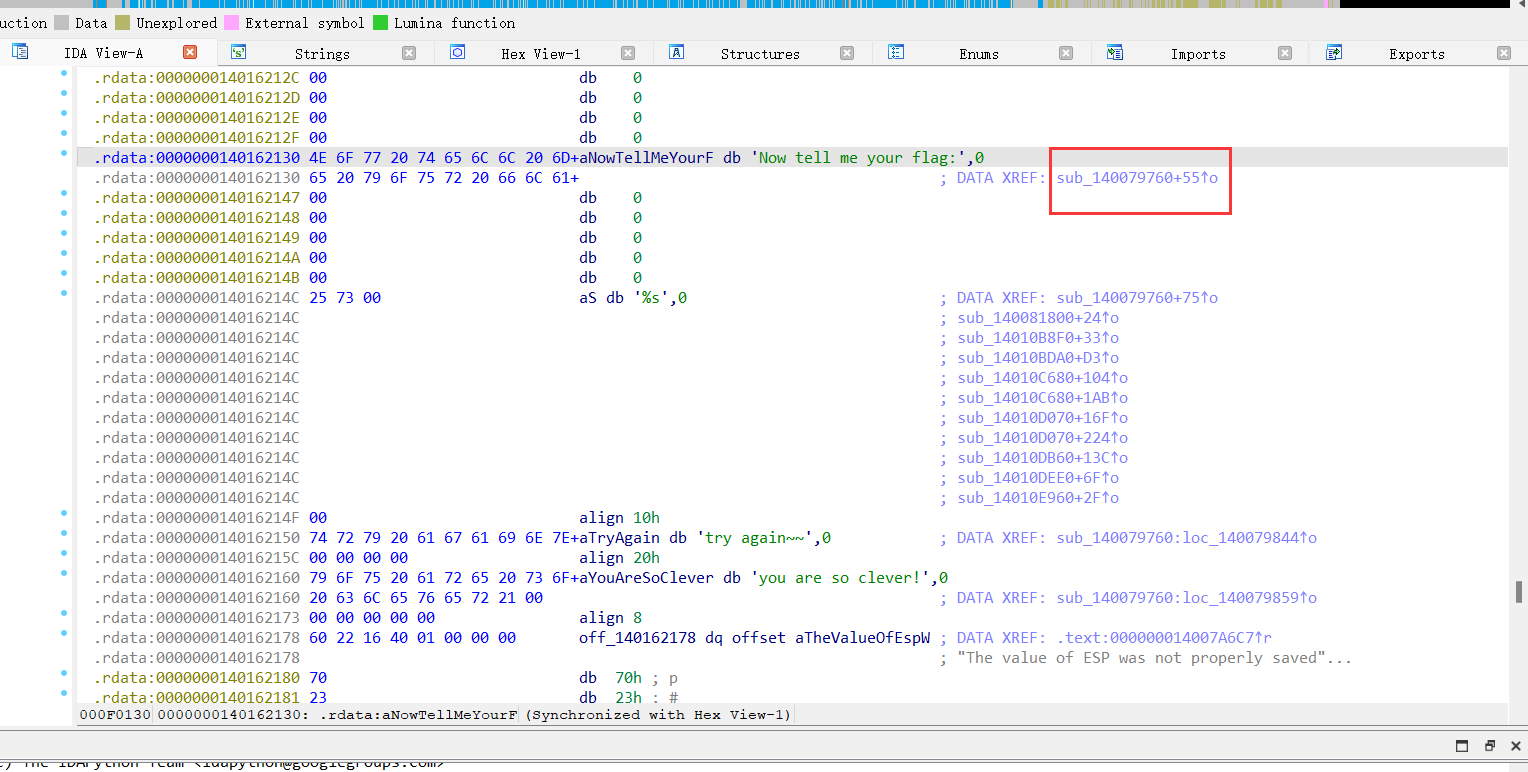 uction Data Unexplored External symbol Lumina function
IDA View-A Strings Hex View-1 Structures Enums Imports Exports
.rdata:000000014016212C 00 db 0
.rdata:000000014016212D 00 db 0
.rdata:000000014016212E 00 db 0
.rdata:000000014016212F 00 db 0
.rdata:0000000140162130 4E 6F 77 20 74 65 6C 6C 20 6D+aNowTellMeYourF db 'Now tell me your flag:',0
.rdata:0000000140162130 65 20 79 6F 75 72 20 66 6C 61+ ; DATA XREF: sub_140079760+55↑o
.rdata:0000000140162147 00 db 0
.rdata:0000000140162148 00 db 0
.rdata:0000000140162149 00 db 0
.rdata:000000014016214A 00 db 0
.rdata:000000014016214B 00 db 0
.rdata:000000014016214C 25 73 00 aS db '%s',0 ; DATA XREF: sub_140079760+75↑o
.rdata:000000014016214C ; sub_140081800+24↑o
.rdata:000000014016214C ; sub_14010B8F0+33↑o
.rdata:000000014016214C ; sub_14010BDA0+D3↑o
.rdata:000000014016214C ; sub_14010C680+104↑o
.rdata:000000014016214C ; sub_14010C680+1AB↑o
.rdata:000000014016214C ; sub_14010D070+16F↑o
.rdata:000000014016214C ; sub_14010D070+224↑o
.rdata:000000014016214C ; sub_14010DB60+13C↑o
.rdata:000000014016214C ; sub_14010DEE0+6F↑o
.rdata:000000014016214C ; sub_14010E960+2F↑o
.rdata:000000014016214F 00 align 10h
.rdata:0000000140162150 74 72 79 20 61 67 61 69 6E 7E+aTryAgain db 'try again~~',0 ; DATA XREF: sub_140079760:loc_140079844↑o
.rdata:000000014016215C 00 00 00 00 align 20h
.rdata:0000000140162160 79 6F 75 20 61 72 65 20 73 6F+aYouAreSoClever db 'you are so clever!',0
.rdata:0000000140162160 20 63 6C 65 76 65 72 21 00 ; DATA XREF: sub_140079760:loc_140079859↑o
.rdata:0000000140162173 00 00 00 00 00 align 8
.rdata:0000000140162178 60 22 16 40 01 00 00 00 off_140162178 dq offset aTheValueOfEspW ; DATA XREF: .text:000000014007A6C7↑r
.rdata:0000000140162178 ; "The value of ESP was not properly saved"...
.rdata:0000000140162180 70 db 70h ; p
.rdata:0000000140162181 23 db 23h ; #
000F0130 0000000140162130: .rdata:aNowTellMeYourF (Synchronized with Hex View-1)
c) The IDAPython Team <idapython@googlegroups.com>